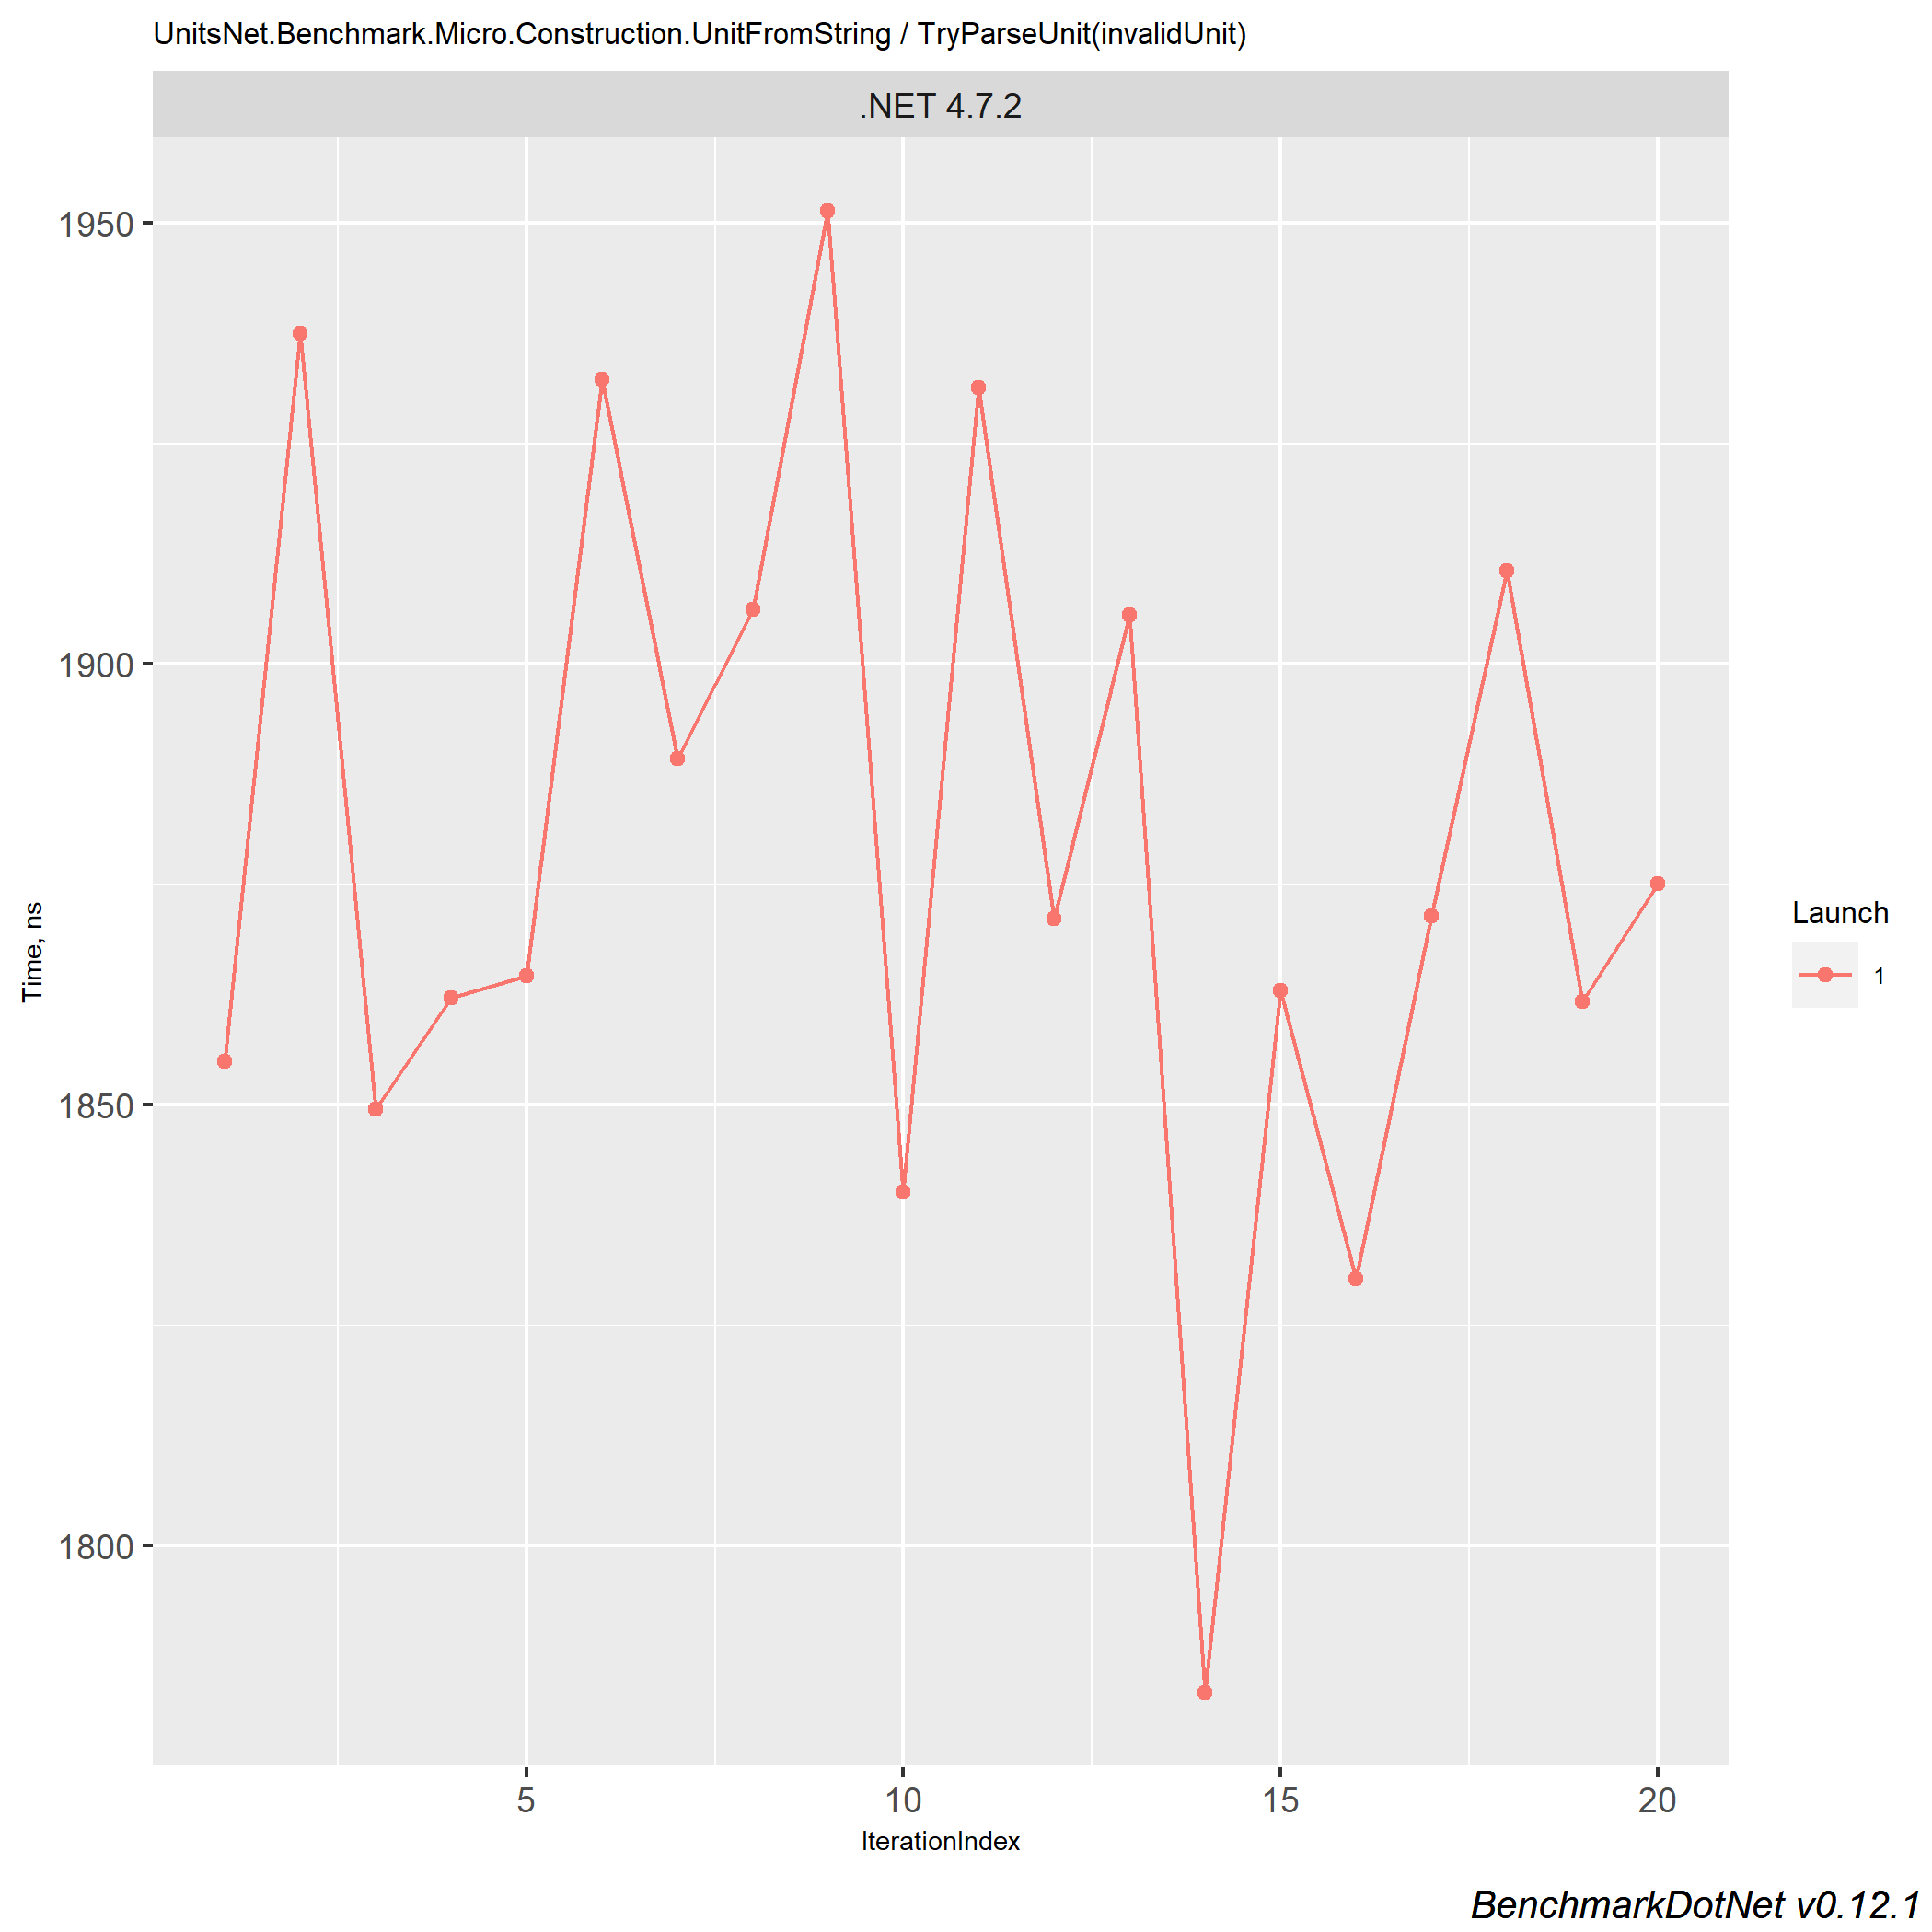 UnitsNet.Benchmark.Micro.Construction.UnitFromString / TryParseUnit(invalidUnit)
.NET 4.7.2
1950
1900
1850
1800
Time, ns
5 10 15 20
IterationIndex
Launch
1
BenchmarkDotNet v0.12.1